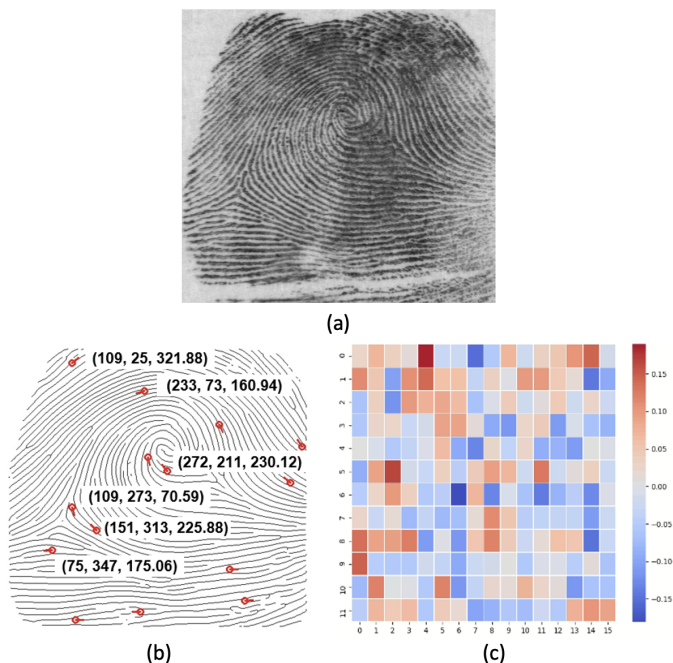 (a)
(109, 25, 321.88)
(233, 73, 160.94)
(272, 211, 230.12)
(109, 273, 70.59)
(151, 313, 225.88)
(75, 347, 175.06)
(b)
0
1
2
3
4
5
6
7
8
9
10
11
0 1 2 3 4 5 6 7 8 9 10 11 12 13 14 15
0.15
0.10
0.05
0.00
−0.05
−0.10
−0.15
(c)